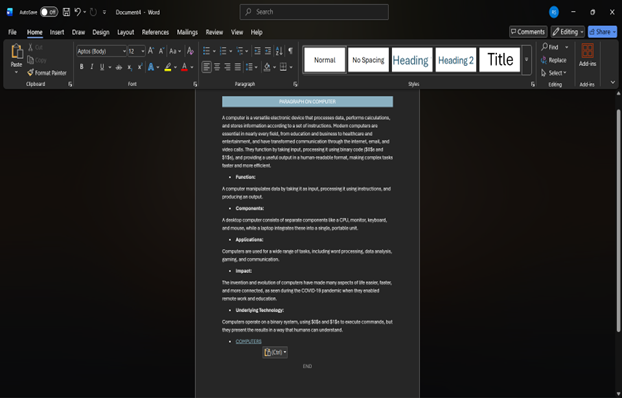 AutoSave Off Document4 - Word Search
File Home Insert Draw Design Layout References Mailings Review View Help Comments Editing Share
Paste Cut Copy Format Painter
Aptos (Body) 12
Normal No Spacing Heading Heading 2 Title
Find Replace Select Add-ins
Clipboard Font Paragraph Styles Editing Add-ins
PARAGRAPH ON COMPUTER
A computer is a versatile electronic device that processes data, performs calculations,
and stores information according to a set of instructions. Modern computers are
essential in nearly every field, from education and business to healthcare and
entertainment, and have transformed communication through the internet, email, and
video calls. They function by taking input, processing it using binary code ($0$s and
$1$s), and providing a useful output in a human-readable format, making complex tasks
faster and more efficient.
• Function:
A computer manipulates data by taking it as input, processing it using instructions, and
producing an output.
• Components:
A desktop computer consists of separate components like a CPU, monitor, keyboard,
and mouse, while a laptop integrates these into a single, portable unit.
• Applications:
Computers are used for a wide range of tasks, including word processing, data analysis,
gaming, and communication.
• Impact:
The invention and evolution of computers have made many aspects of life easier, faster,
and more connected, as seen during the COVID-19 pandemic when they enabled
remote work and education.
• Underlying Technology:
Computers operate on a binary system, using $0$s and $1$s to execute commands, but
they present the results in a way that humans can understand.
• COMPUTERS
(Ctrl)
END